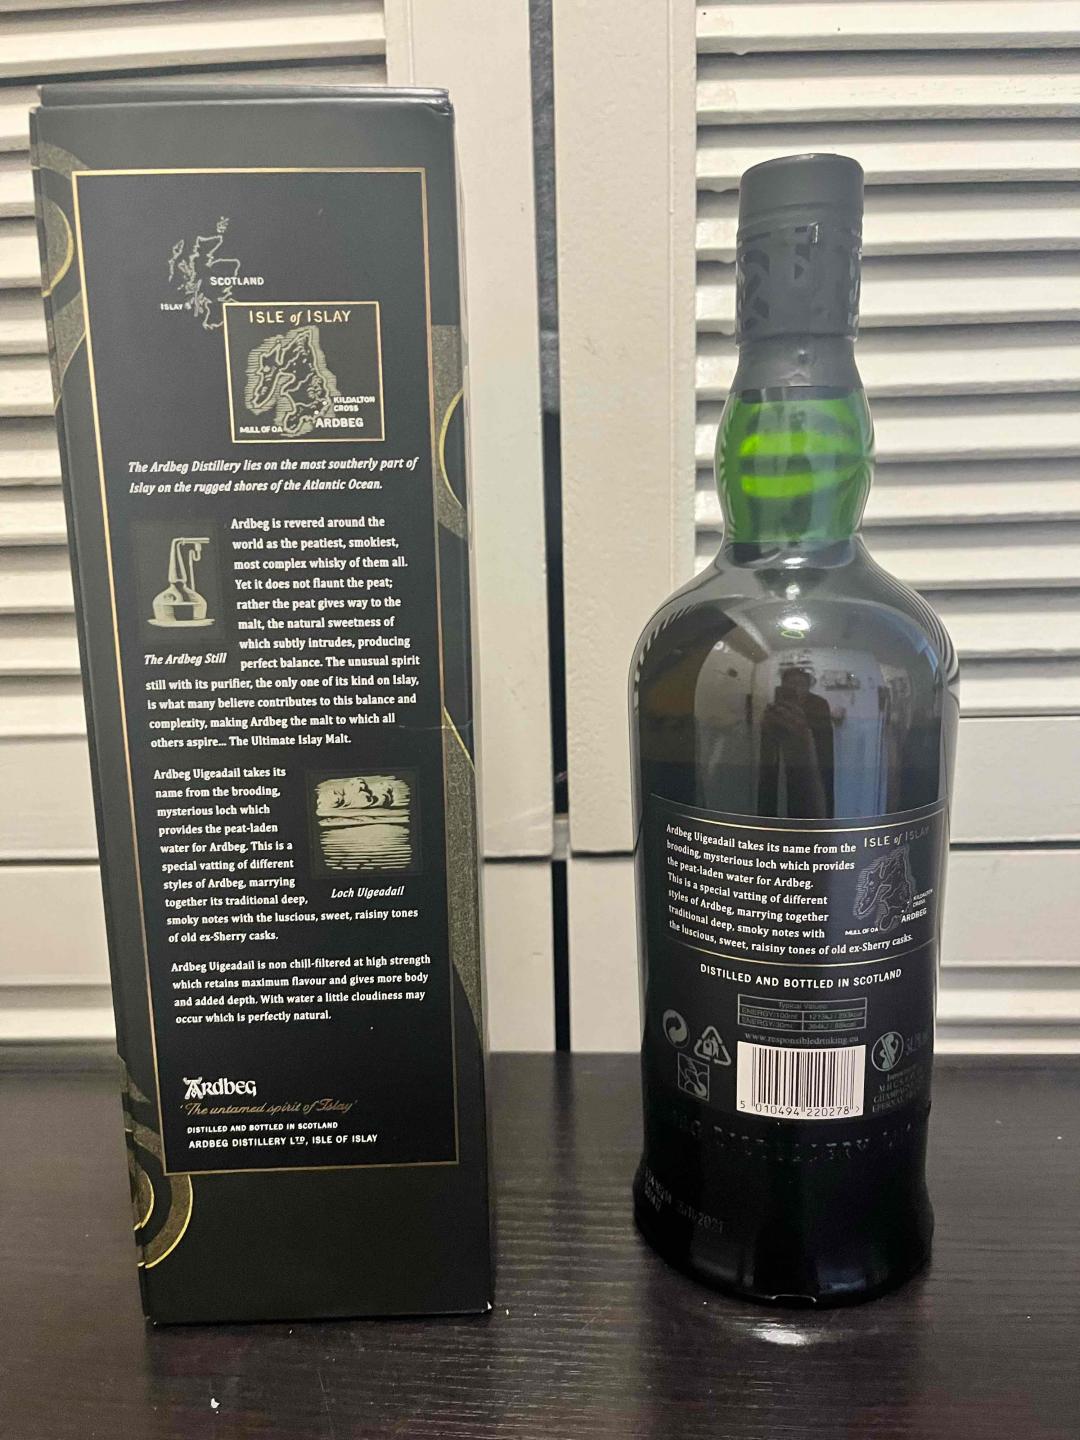 SCOTLAND
ISLAY
ISLE of ISLAY
KILDALTON
CROSS
MULL OF OA
ARDBEG
The Ardbeg Distillery lies on the most southerly part of
Islay on the rugged shores of the Atlantic Ocean.
Ardbeg is revered around the
world as the peatiest, smokiest,
most complex whisky of them all.
Yet it does not flaunt the peat;
rather the peat gives way to the
malt, the natural sweetness of
which subtly intrudes, producing
perfect balance. The unusual spirit
The Ardbeg Still
still with its purifier, the only one of its kind on Islay,
is what many believe contributes to this balance and
complexity, making Ardbeg the malt to which all
others aspire... The Ultimate Islay Malt.
Ardbeg Uigeadail takes its
name from the brooding,
mysterious loch which
provides the peat-laden
water for Ardbeg. This is a
special vatting of different
styles of Ardbeg, marrying
together its traditional deep,
Loch Uigeadail
smoky notes with the luscious, sweet, raisiny tones
of old ex-Sherry casks.
Ardbeg Uigeadail is non chill-filtered at high strength
which retains maximum flavour and gives more body
and added depth. With water a little cloudiness may
occur which is perfectly natural.
ARDBEG
'The untamed spirit of Islay'
DISTILLED AND BOTTLED IN SCOTLAND
ARDBEG DISTILLERY LTD, ISLE OF ISLAY
Ardbeg Uigeadail takes its name from the
brooding, mysterious loch which provides
the peat-laden water for Ardbeg.
This is a special vatting of different
styles of Ardbeg, marrying together
traditional deep, smoky notes with
the luscious, sweet, raisiny tones of old ex-Sherry casks.
ISLE of ISLAY
KILDALTON
CROSS
ARDBEG
MULL OF OA
DISTILLED AND BOTTLED IN SCOTLAND
Typical Values
ENERGY/100ml 1213kJ / 293kcal
ENERGY/30ml 364kJ / 88kcal
www.responsibledrinking.eu
5 010494 220278 >
DISTILLERY